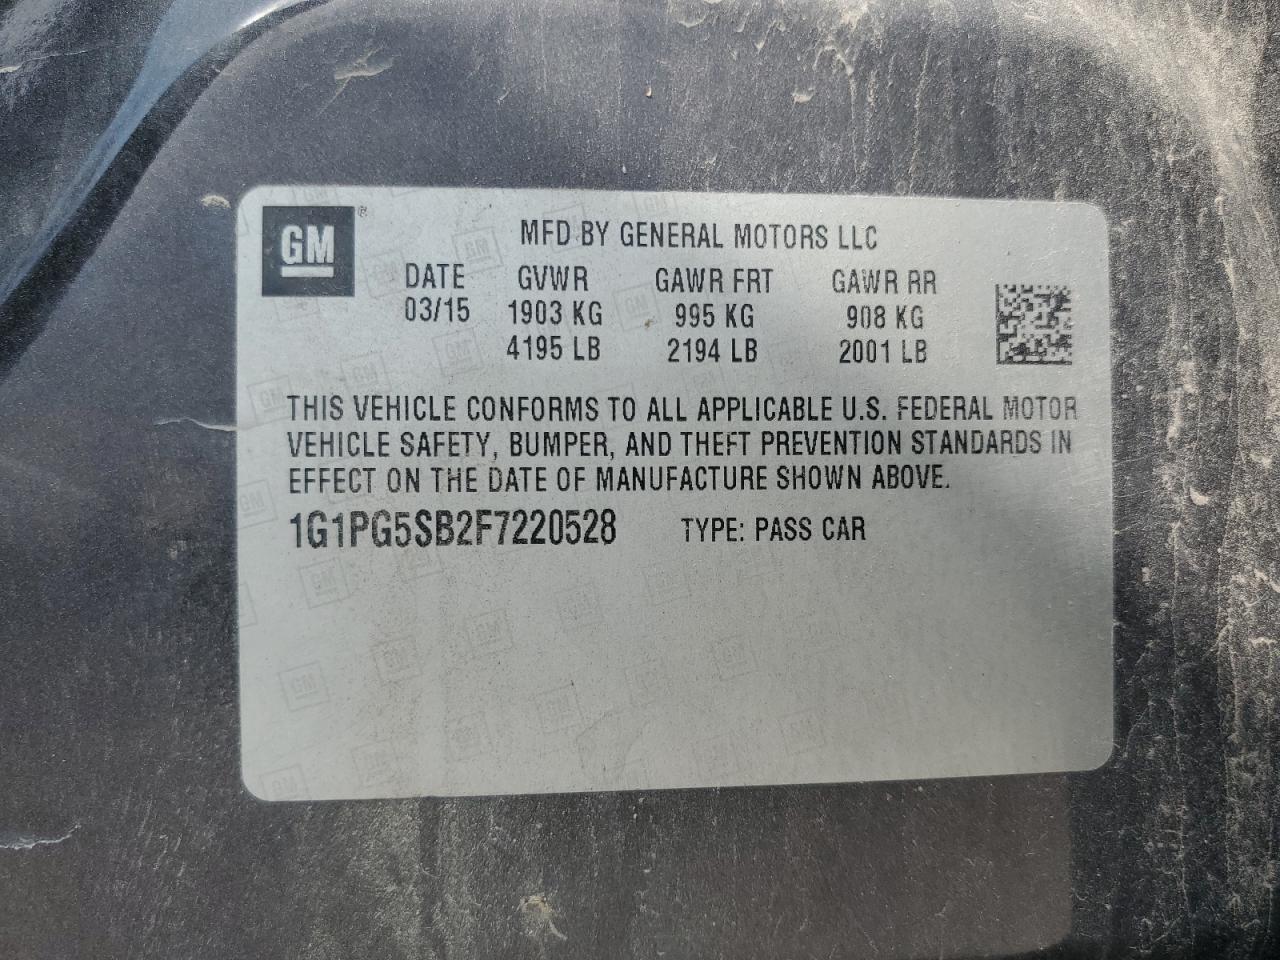 GM ®
MFD BY GENERAL MOTORS LLC
DATE GVWR GAWR FRT GAWR RR
03/15 1903 KG 995 KG 908 KG
4195 LB 2194 LB 2001 LB
THIS VEHICLE CONFORMS TO ALL APPLICABLE U.S. FEDERAL MOTOR
VEHICLE SAFETY, BUMPER, AND THEFT PREVENTION STANDARDS IN
EFFECT ON THE DATE OF MANUFACTURE SHOWN ABOVE.
1G1PG5SB2F7220528 TYPE: PASS CAR